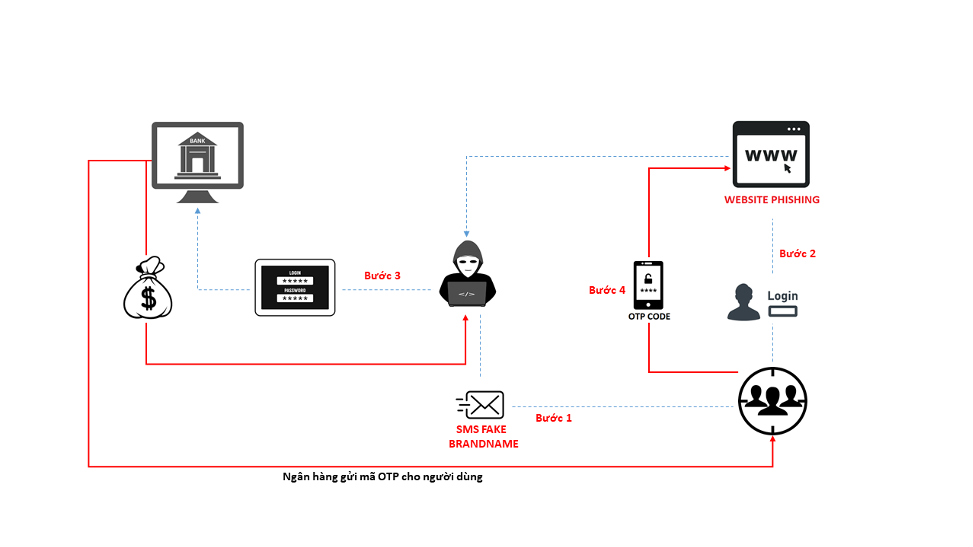 BANK
WWW
WEBSITE PHISHING
Bước 2
LOGIN
*****
PASSWORD
*****
Bước 3
</>
$
Bước 4
****
OTP CODE
Login
SMS FAKE
BRANDNAME
Bước 1
Ngân hàng gửi mã OTP cho người dùng